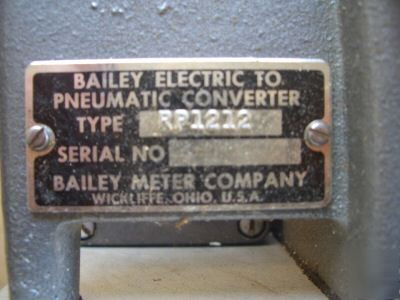 BAILEY ELECTRIC TO
PNEUMATIC CONVERTER
TYPE RP1212
SERIAL NO
BAILEY METER COMPANY
WICKLIFFE, OHIO, U.S.A.